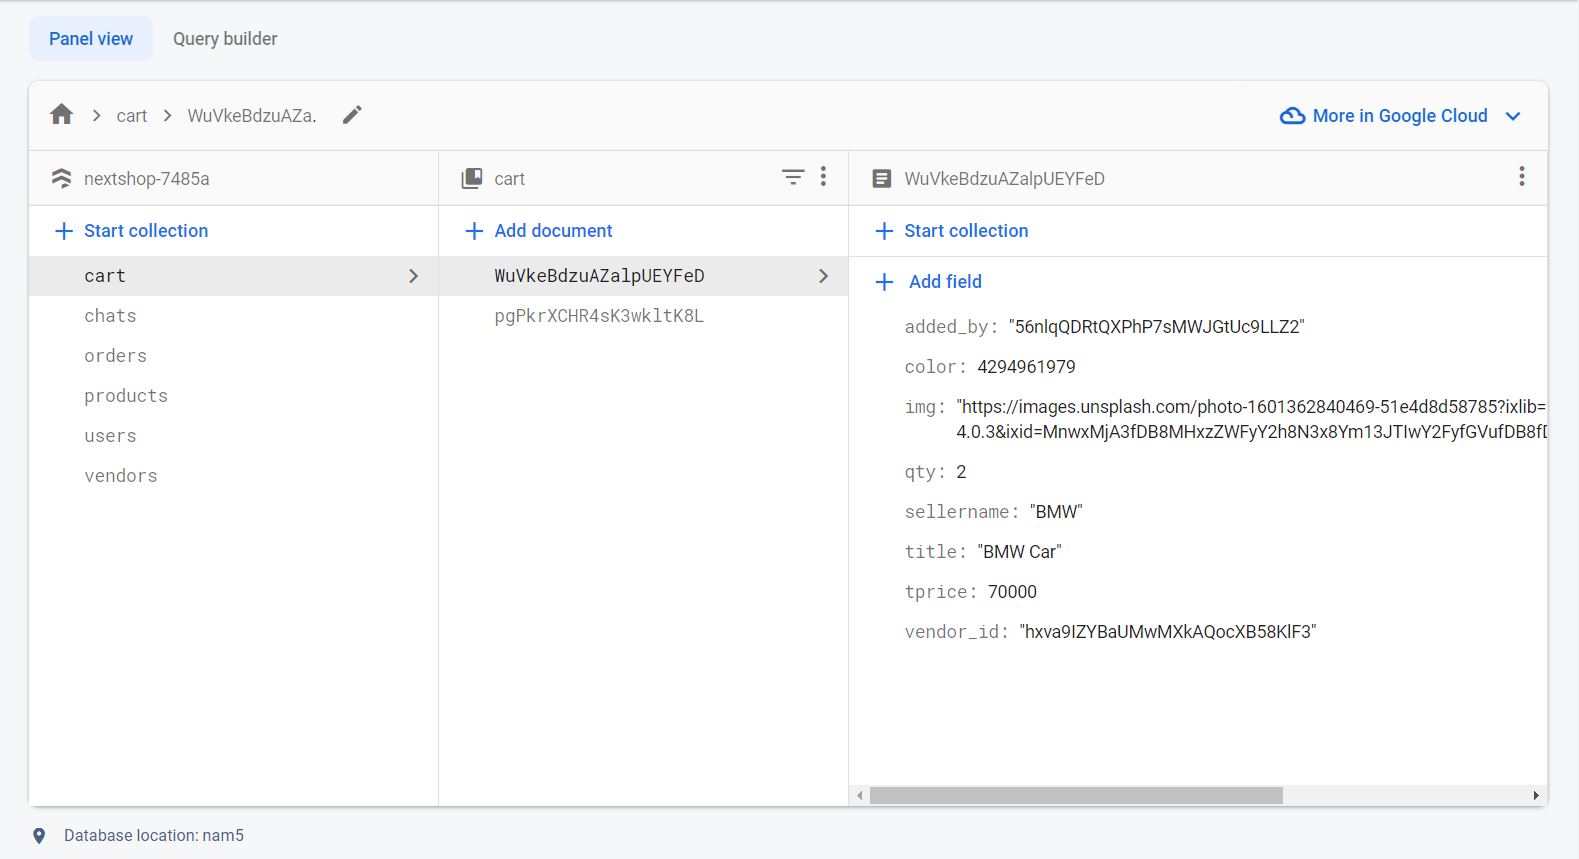 Panel view Query builder
cart WuVkeBdzuAZa. More in Google Cloud
nextshop-7485a
Start collection
cart
chats
orders
products
users
vendors
cart
Add document
WuVkeBdzuAZalpUEYFeD
pgPkrXCHR4sK3wkltK8L
WuVkeBdzuAZalpUEYFeD
Start collection
Add field
added_by: "56nlqQDRtQXPhP7sMWJGtUc9LLZ2"
color: 4294961979
img: "https://images.unsplash.com/photo-1601362840469-51e4d8d58785?ixlib=
4.0.3&ixid=MnwxMjA3fDB8MHxzZWFyY2h8N3x8Ym13JTIwY2FyfGVufDB8fD
qty: 2
sellername: "BMW"
title: "BMW Car"
tprice: 70000
vendor_id: "hxva9IZYBaUMwMXkAQocXB58KlF3"
Database location: nam5